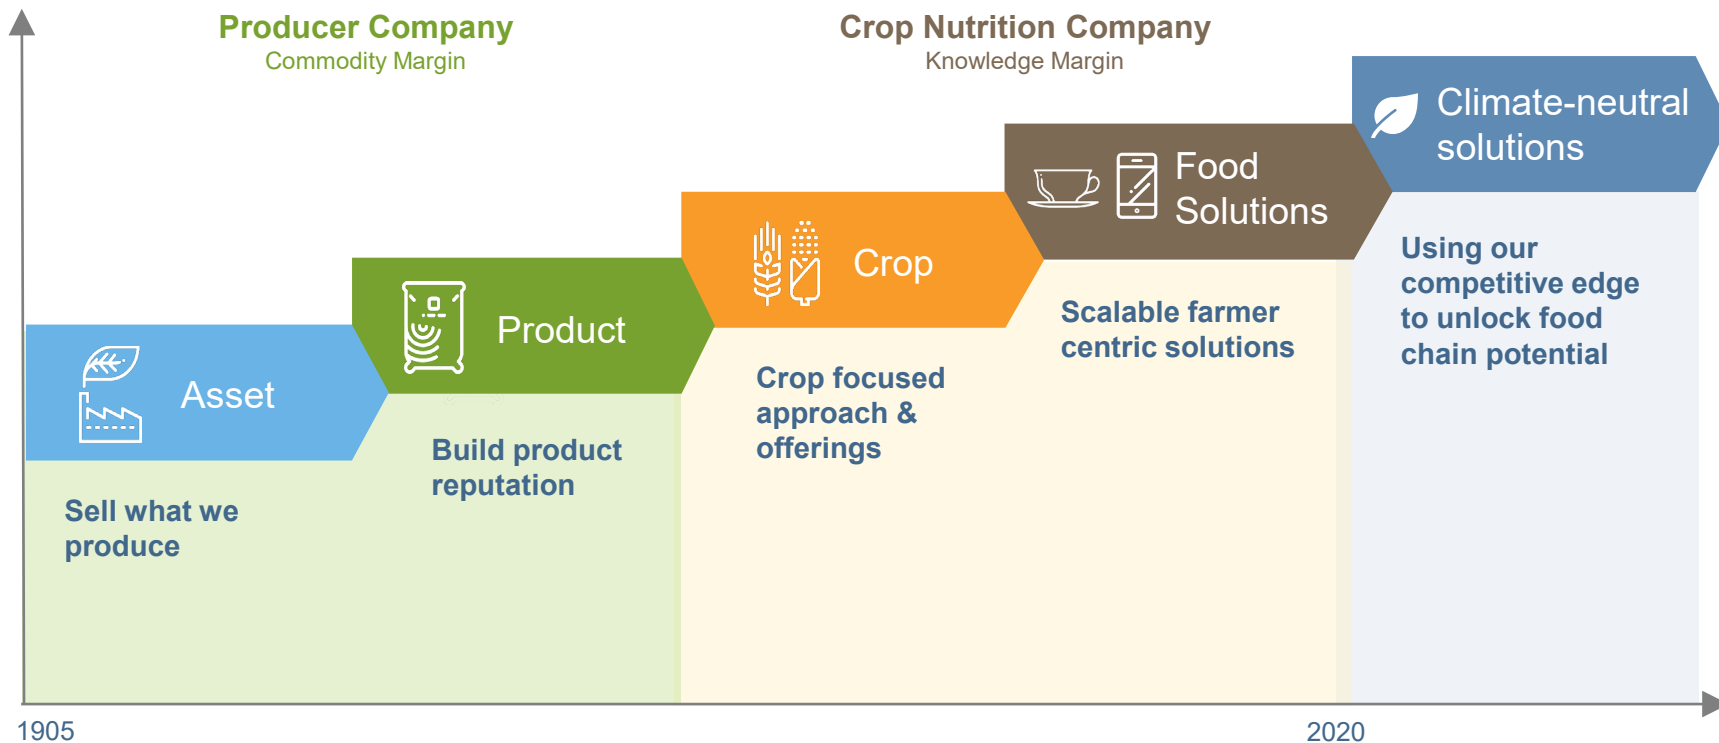 Producer Company
Commodity Margin
Crop Nutrition Company
Knowledge Margin
Climate-neutral
solutions
Food
Solutions
Crop
Product
Asset
Using our
competitive edge
to unlock food
chain potential
Scalable farmer
centric solutions
Crop focused
approach &
offerings
Build product
reputation
Sell what we
produce
1905
2020